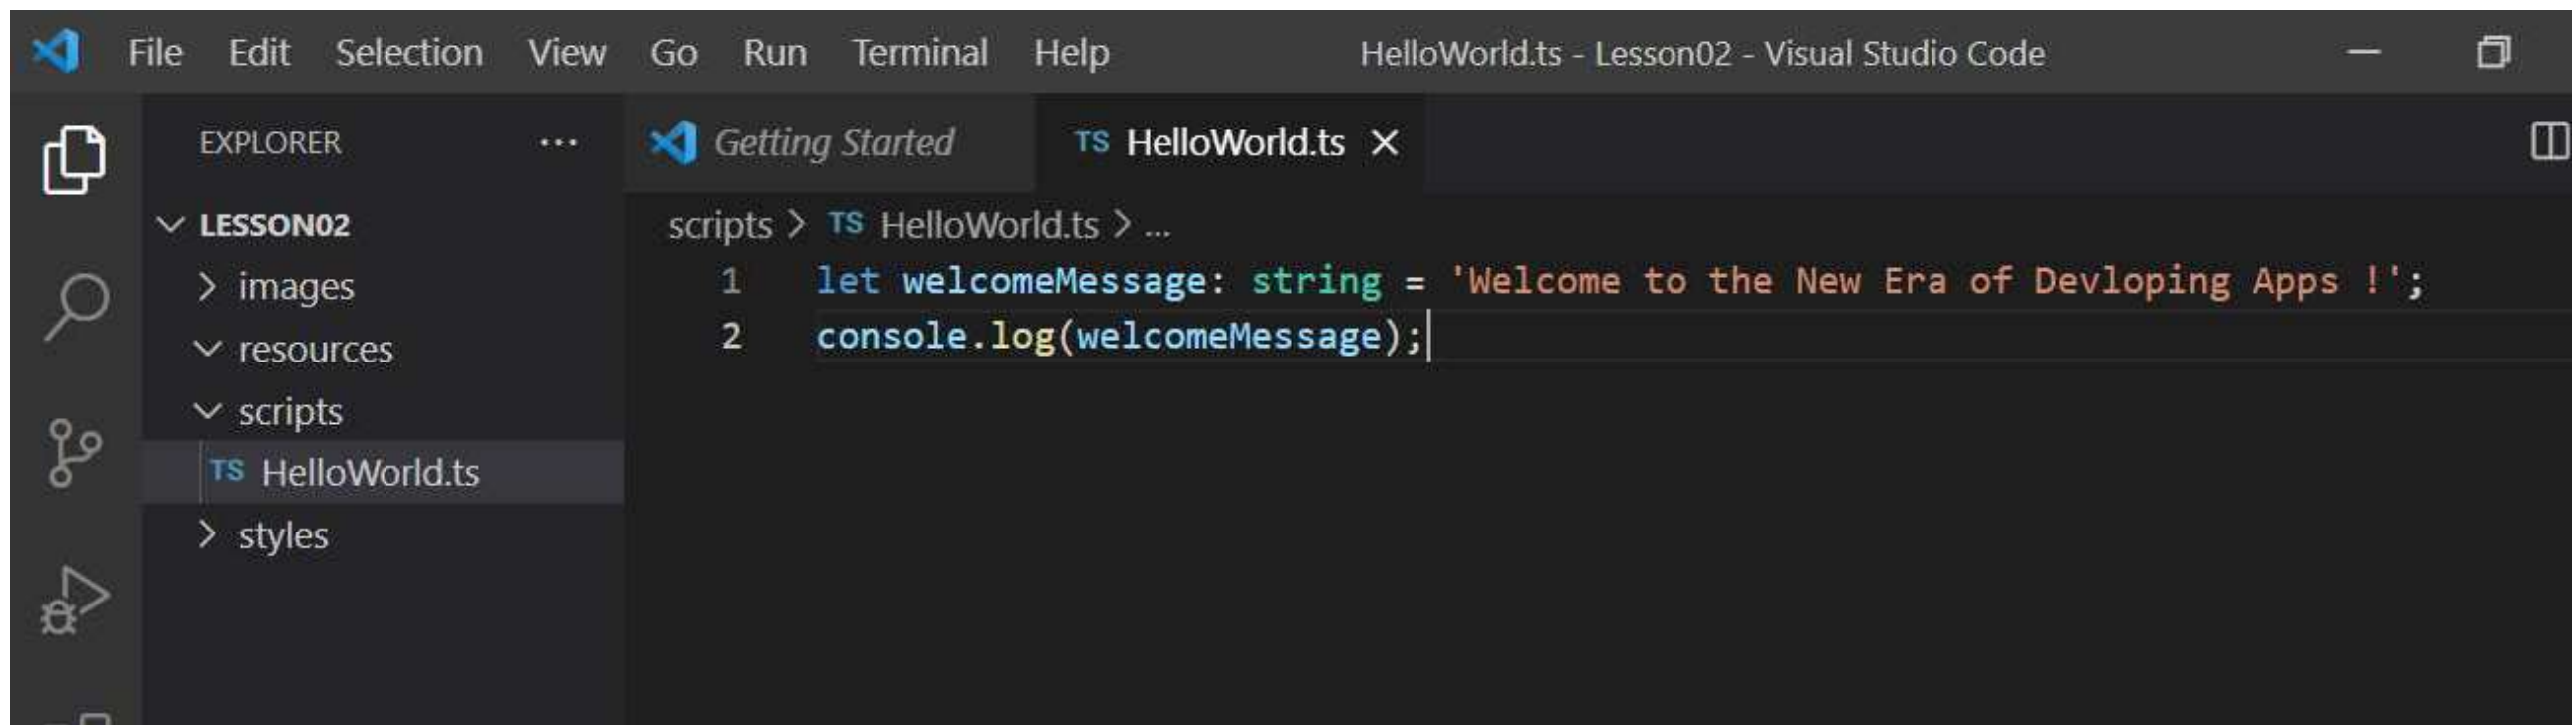 File Edit Selection View Go Run Terminal Help HelloWorld.ts - Lesson02 - Visual Studio Code
EXPLORER ...
LESSON02
> images
resources
scripts
TS HelloWorld.ts
> styles
Getting Started TS HelloWorld.ts
scripts > TS HelloWorld.ts > ...
1 let welcomeMessage: string = 'Welcome to the New Era of Devloping Apps !';
2 console.log(welcomeMessage);